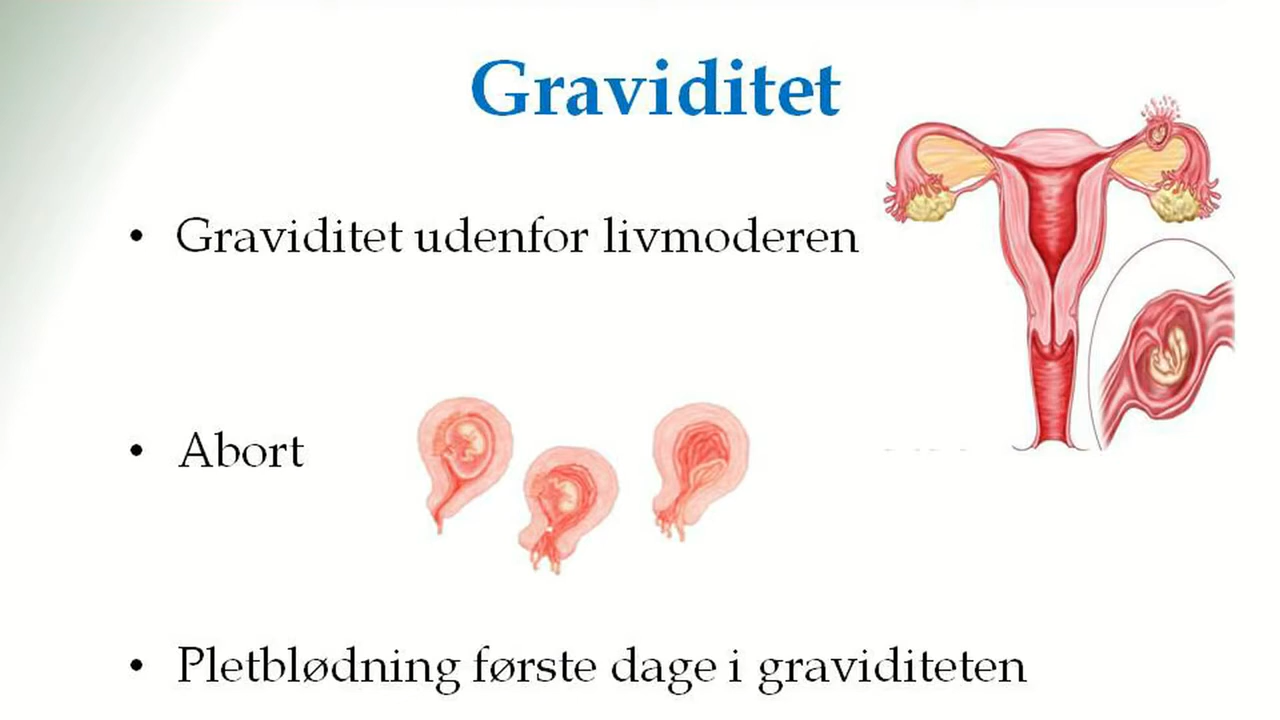 Graviditet
• Graviditet udenfor livmoderen
• Abort
• Pletblødning første dage i graviditeten